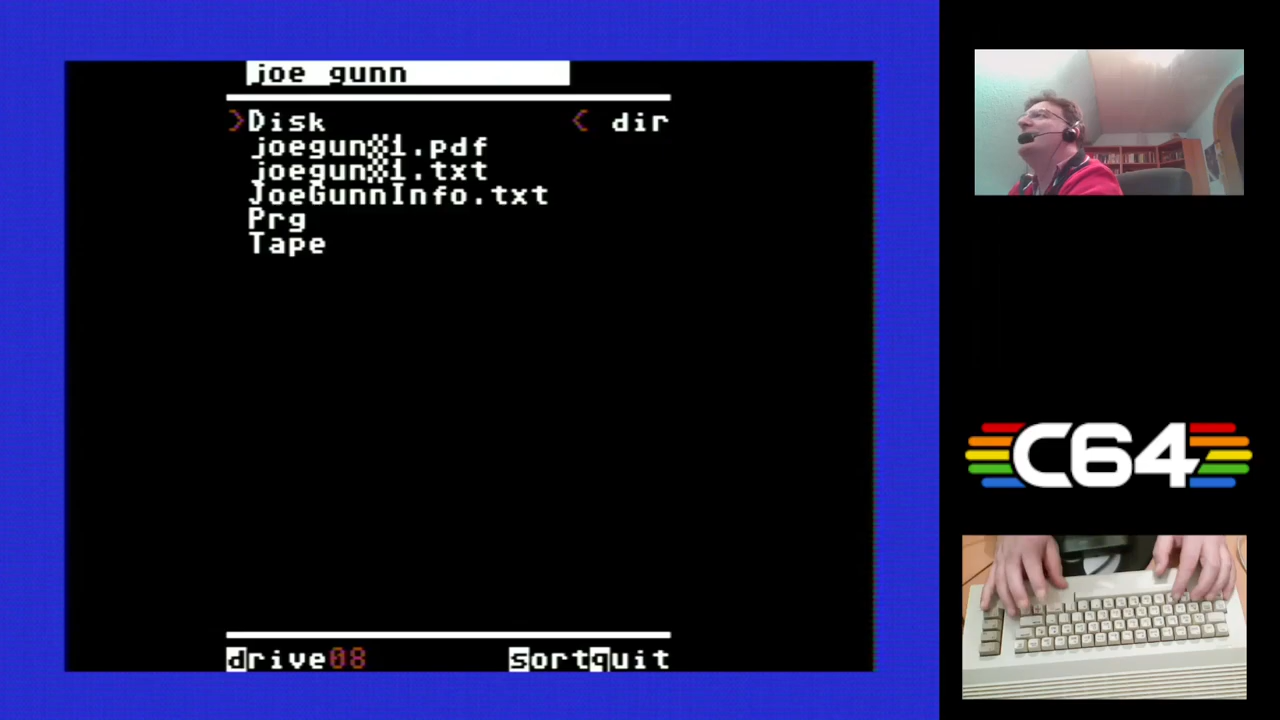 joe gunn
>Disk < dir
joegun▒1.pdf
joegun▒1.txt
JoeGunnInfo.txt
Prg
Tape
drive08 sortquit
C64